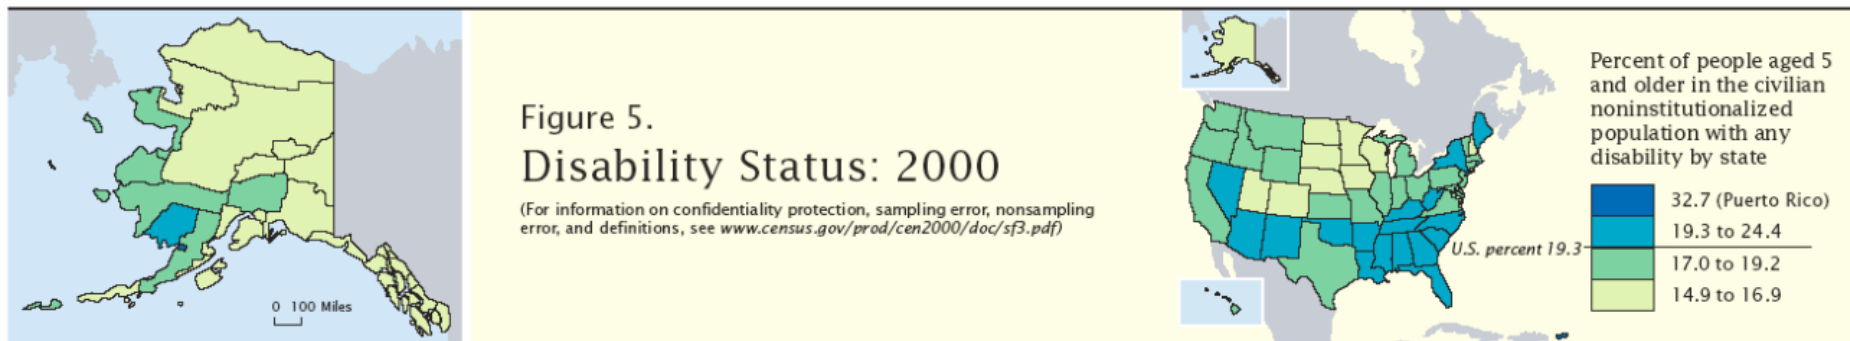 Figure 5.
Disability Status: 2000
(For information on confidentiality protection, sampling error, nonsampling
error, and definitions, see www.census.gov/prod/cen2000/doc/sf3.pdf)
0 100 Miles
Percent of people aged 5
and older in the civilian
noninstitutionalized
population with any
disability by state
32.7 (Puerto Rico)
19.3 to 24.4
U.S. percent 19.3
17.0 to 19.2
14.9 to 16.9